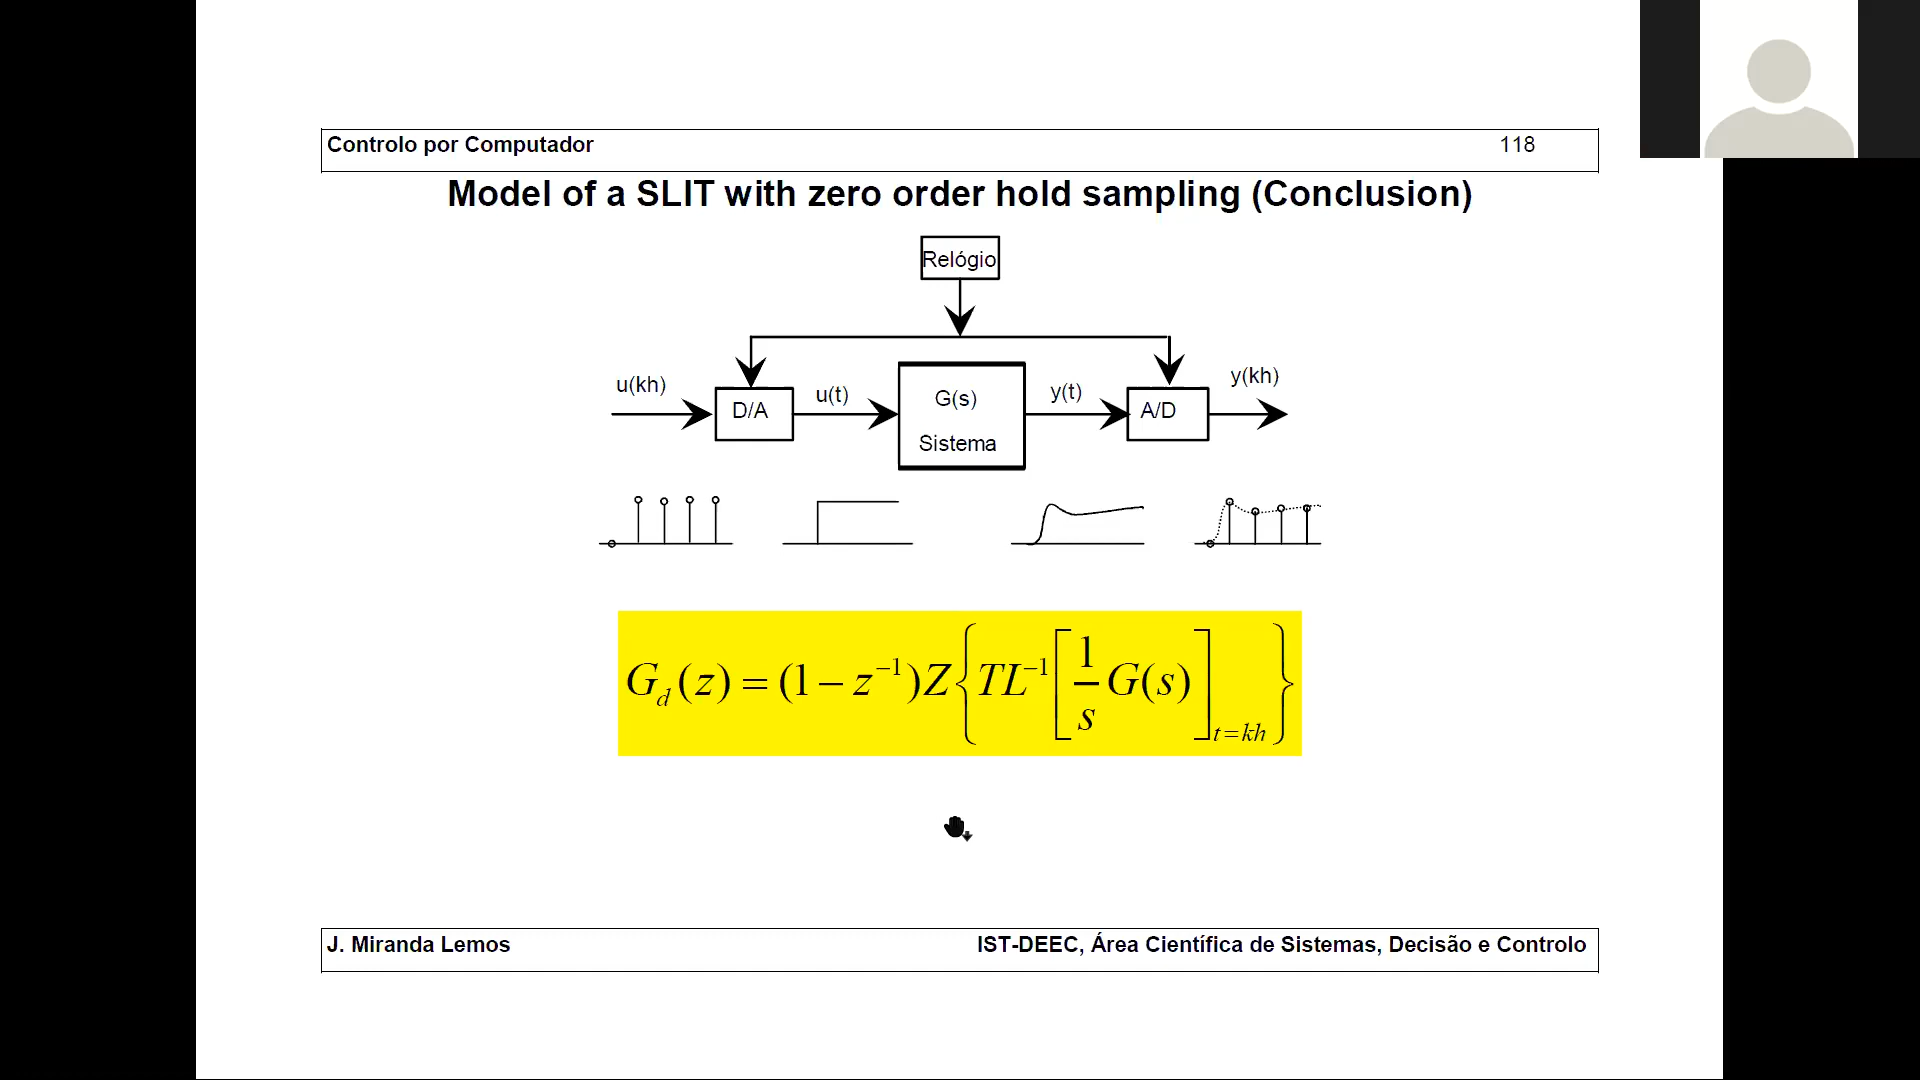 Controlo por Computador 118
Model of a SLIT with zero order hold sampling (Conclusion)
Relógio
u(kh) D/A u(t) G(s) Sistema y(t) A/D y(kh)
G_d(z) = (1 − z^{−1})Z{TL^{−1}[1/s G(s)]_{t=kh}}
J. Miranda Lemos IST-DEEC, Área Científica de Sistemas, Decisão e Controlo